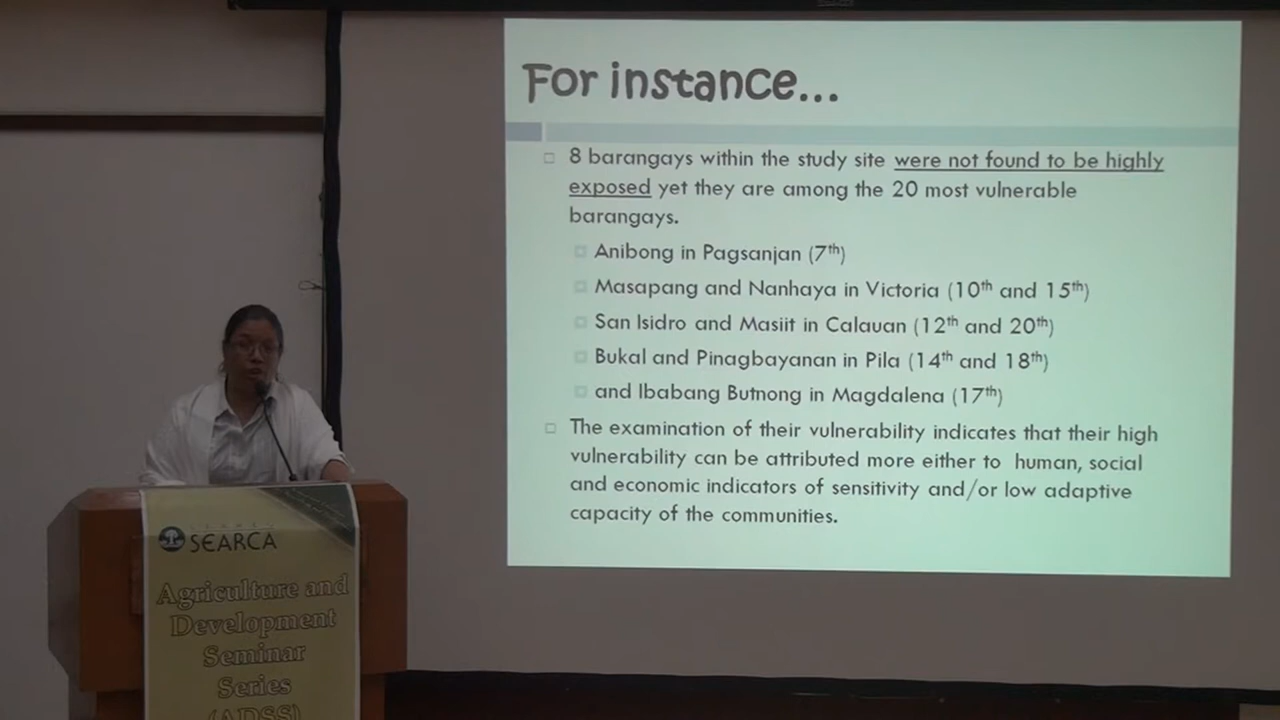 For instance...
8 barangays within the study site were not found to be highly
exposed yet they are among the 20 most vulnerable
barangays.
Anibong in Pagsanjan (7th)
Masapang and Nanhaya in Victoria (10th and 15th)
San Isidro and Masiit in Calauan (12th and 20th)
Bukal and Pinagbayanan in Pila (14th and 18th)
and Ibabang Butnong in Magdalena (17th)
The examination of their vulnerability indicates that their high
vulnerability can be attributed more either to human, social
and economic indicators of sensitivity and/or low adaptive
capacity of the communities.
SEARCA
Agriculture and
Development
Seminar
Series
(ADSS)